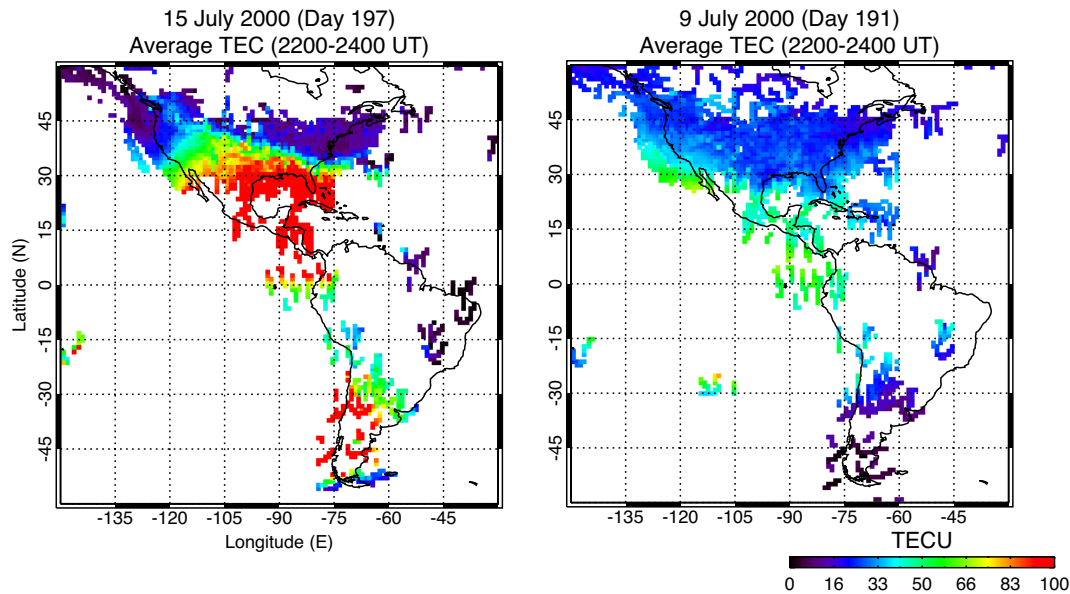 15 July 2000 (Day 197)
Average TEC (2200-2400 UT)
9 July 2000 (Day 191)
Average TEC (2200-2400 UT)
45
30
15
0
-15
-30
-45
Latitude (N)
-135 -120 -105 -90 -75 -60 -45
Longitude (E)
45
30
15
0
-15
-30
-45
-135 -120 -105 -90 -75 -60 -45
TECU
0 16 33 50 66 83 100